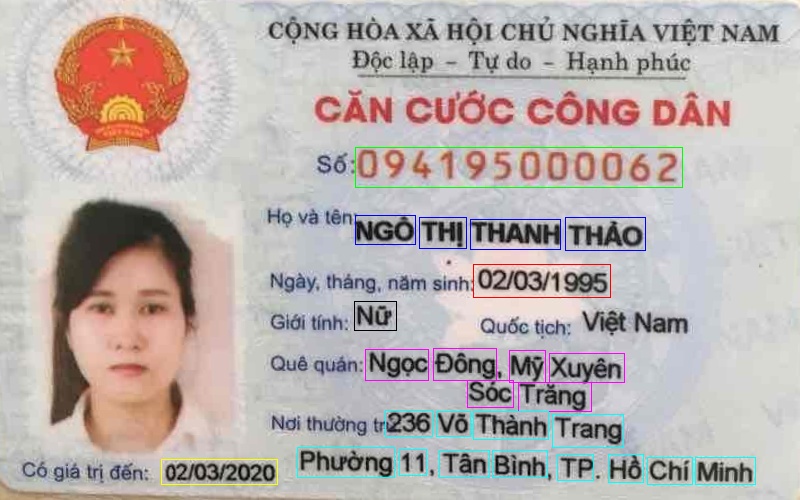 CỘNG HÒA XÃ HỘI CHỦ NGHĨA VIỆT NAM
Độc lập - Tự do - Hạnh phúc
CĂN CƯỚC CÔNG DÂN
Số: 094195000062
Họ và tên: NGÔ THỊ THANH THẢO
Ngày, tháng, năm sinh: 02/03/1995
Giới tính: Nữ Quốc tịch: Việt Nam
Quê quán: Ngọc Đông, Mỹ Xuyên
Sóc Trăng
Nơi thường 236 Võ Thành Trang
Phường 11, Tân Bình, TP. Hồ Chí Minh
Có giá trị đến: 02/03/2020